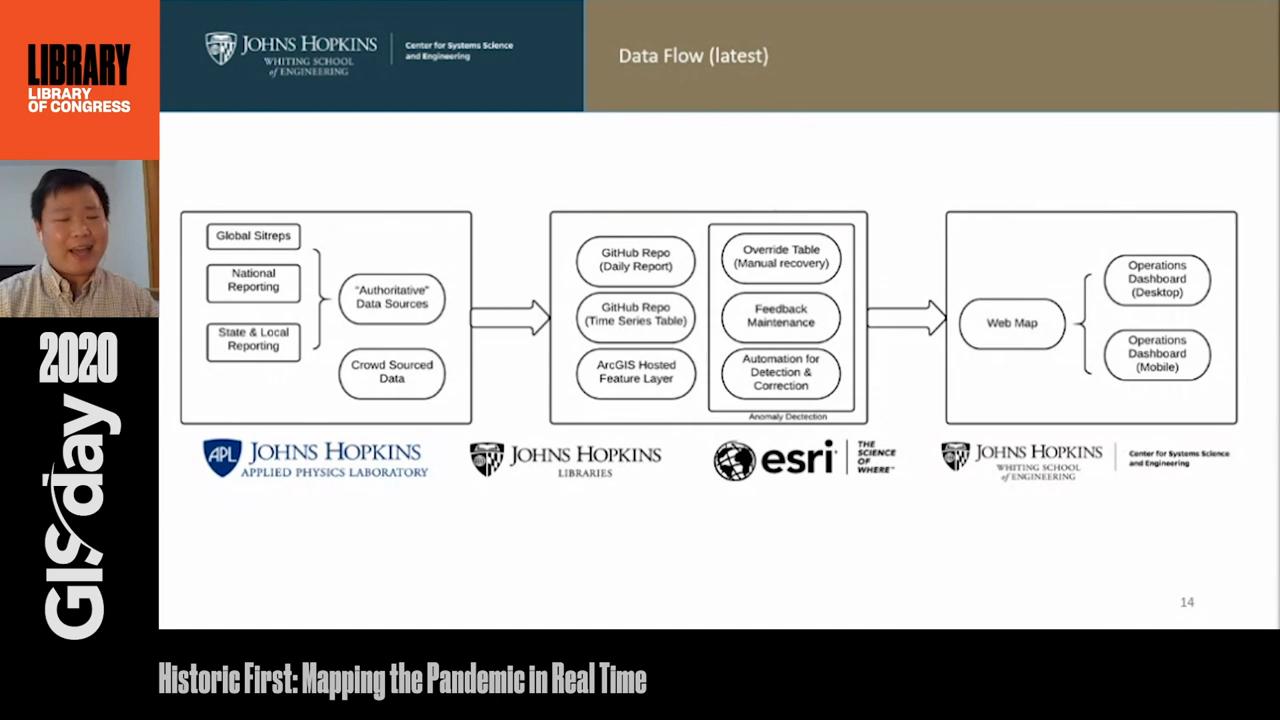 LIBRARY
LIBRARY
OF CONGRESS
JOHNS HOPKINS
WHITING SCHOOL
of ENGINEERING
Center for Systems Science
and Engineering
Data Flow (latest)
Global Sitreps
National
Reporting
State & Local
Reporting
“Authoritative”
Data Sources
Crowd Sourced
Data
GitHub Repo
(Daily Report)
GitHub Repo
(Time Series Table)
ArcGIS Hosted
Feature Layer
Override Table
(Manual recovery)
Feedback
Maintenance
Automation for
Detection &
Correction
Anomaly Dectection
Web Map
Operations
Dashboard
(Desktop)
Operations
Dashboard
(Mobile)
APL
JOHNS HOPKINS
APPLIED PHYSICS LABORATORY
JOHNS HOPKINS
LIBRARIES
esri
THE
SCIENCE
OF
WHERE™
JOHNS HOPKINS
WHITING SCHOOL
of ENGINEERING
Center for Systems Science
and Engineering
14
GISday 2020
Historic First: Mapping the Pandemic in Real Time